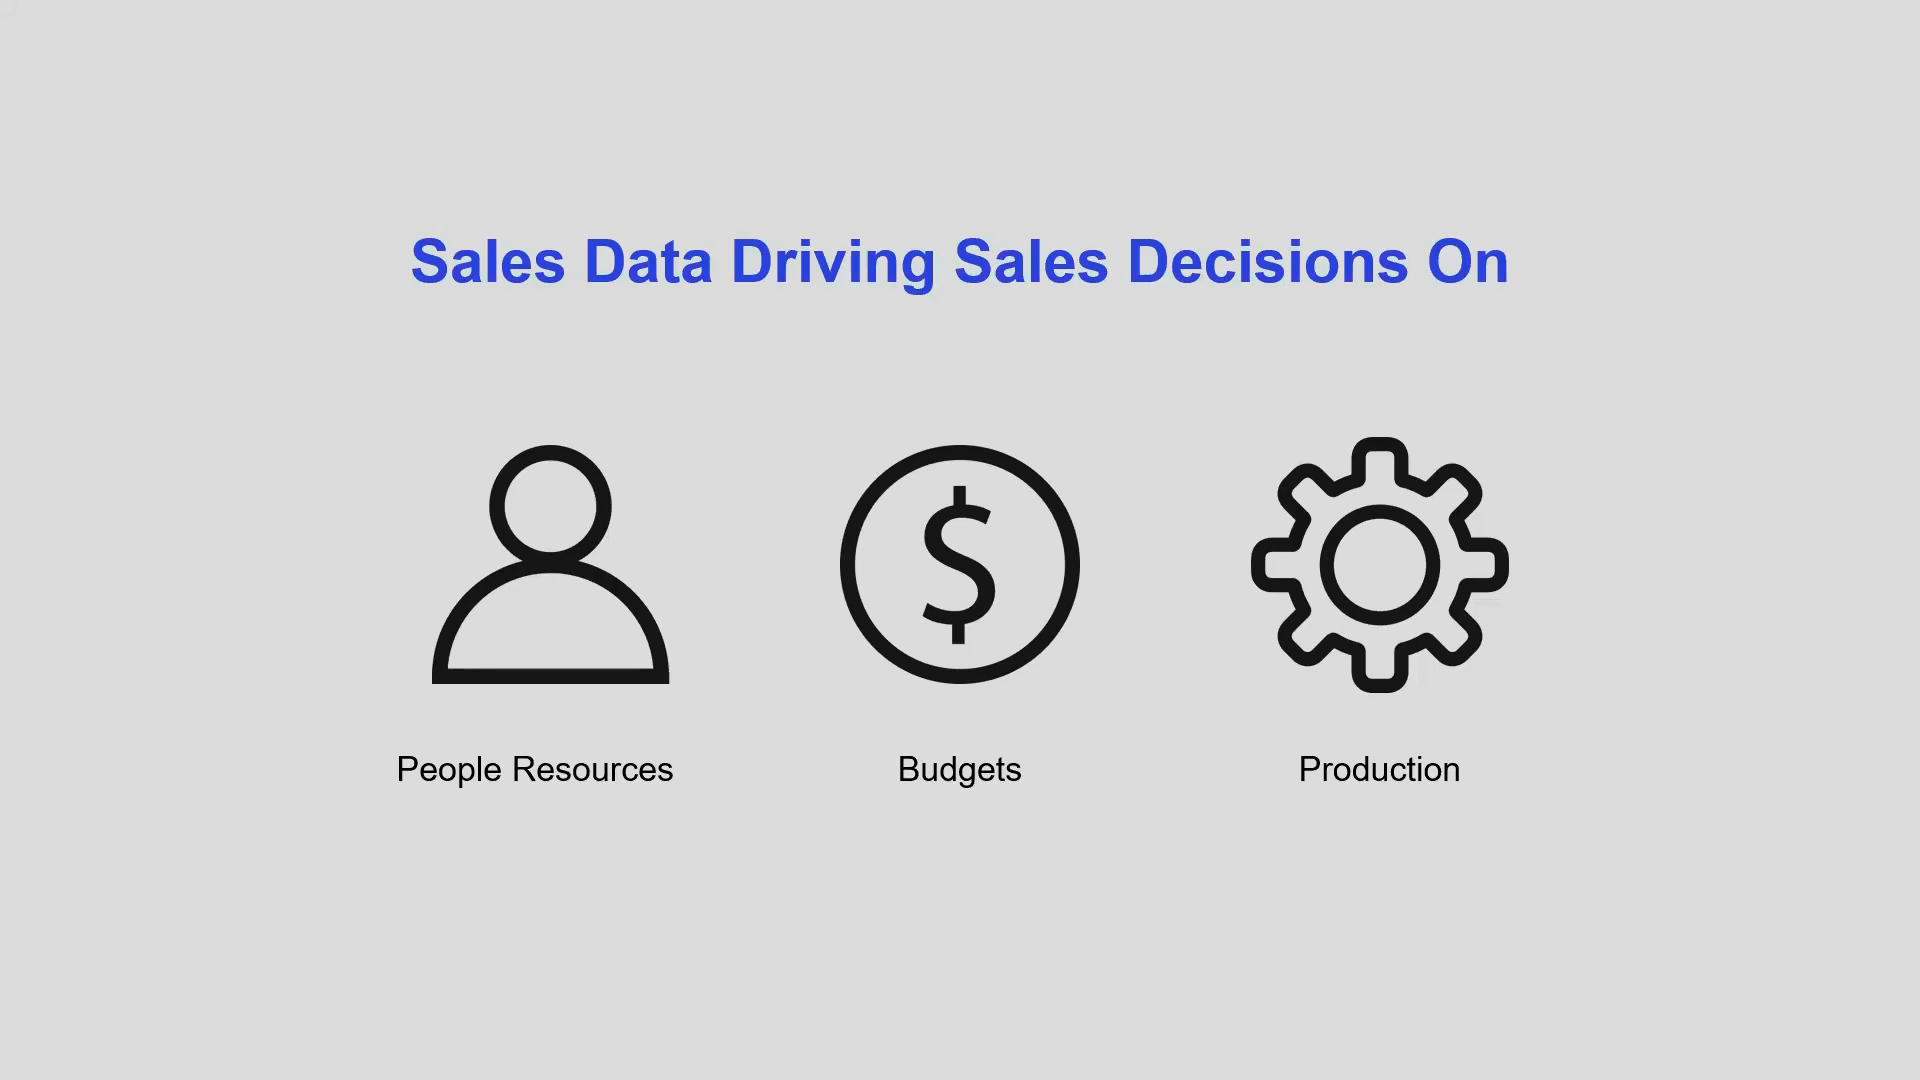 Sales Data Driving Sales Decisions On
$
People Resources
Budgets
Production